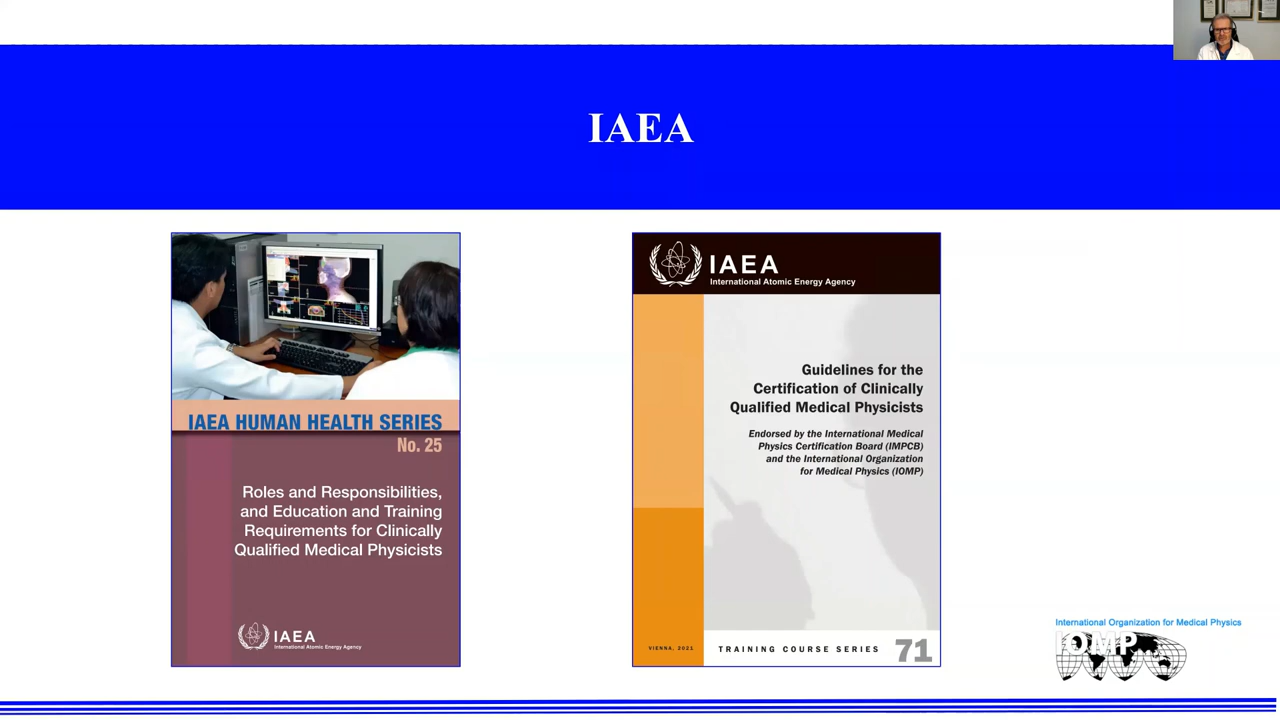 IAEA
IAEA HUMAN HEALTH SERIES
No. 25
Roles and Responsibilities,
and Education and Training
Requirements for Clinically
Qualified Medical Physicists
IAEA
International Atomic Energy Agency
IAEA
International Atomic Energy Agency
Guidelines for the
Certification of Clinically
Qualified Medical Physicists
Endorsed by the International Medical
Physics Certification Board (IMPCB)
and the International Organization
for Medical Physics (IOMP)
VIENNA, 2021
TRAINING COURSE SERIES 71
International Organization for Medical Physics
IOMP